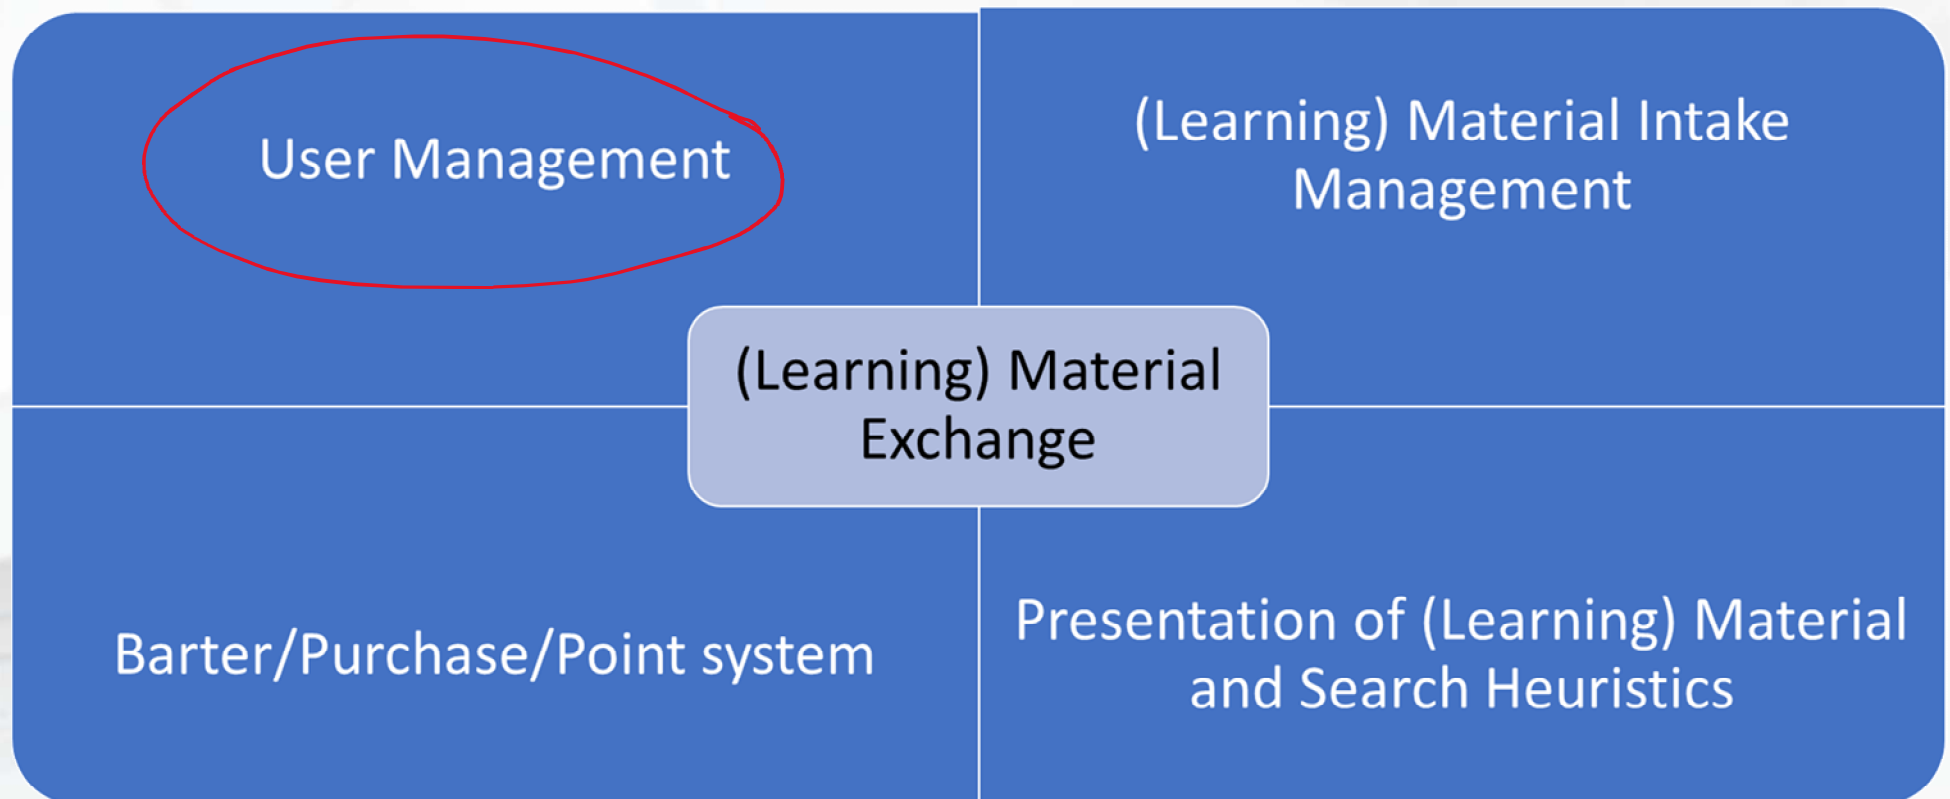 User Management
(Learning) Material Intake
Management
(Learning) Material
Exchange
Barter/Purchase/Point system
Presentation of (Learning) Material
and Search Heuristics